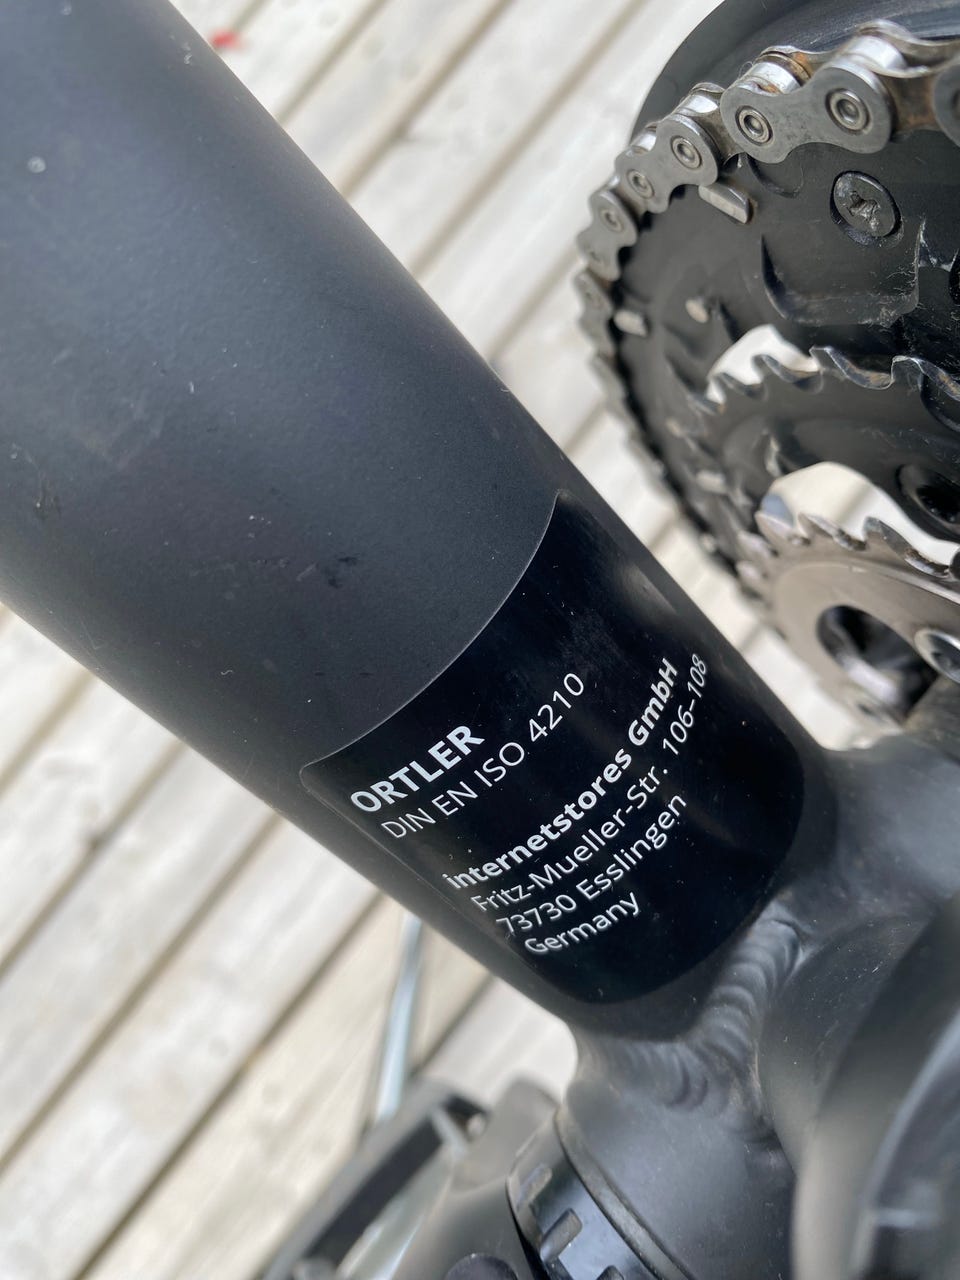 ORTLER
DIN EN ISO 4210
internetstores GmbH
Fritz-Mueller-Str. 106-108
73730 Esslingen
Germany